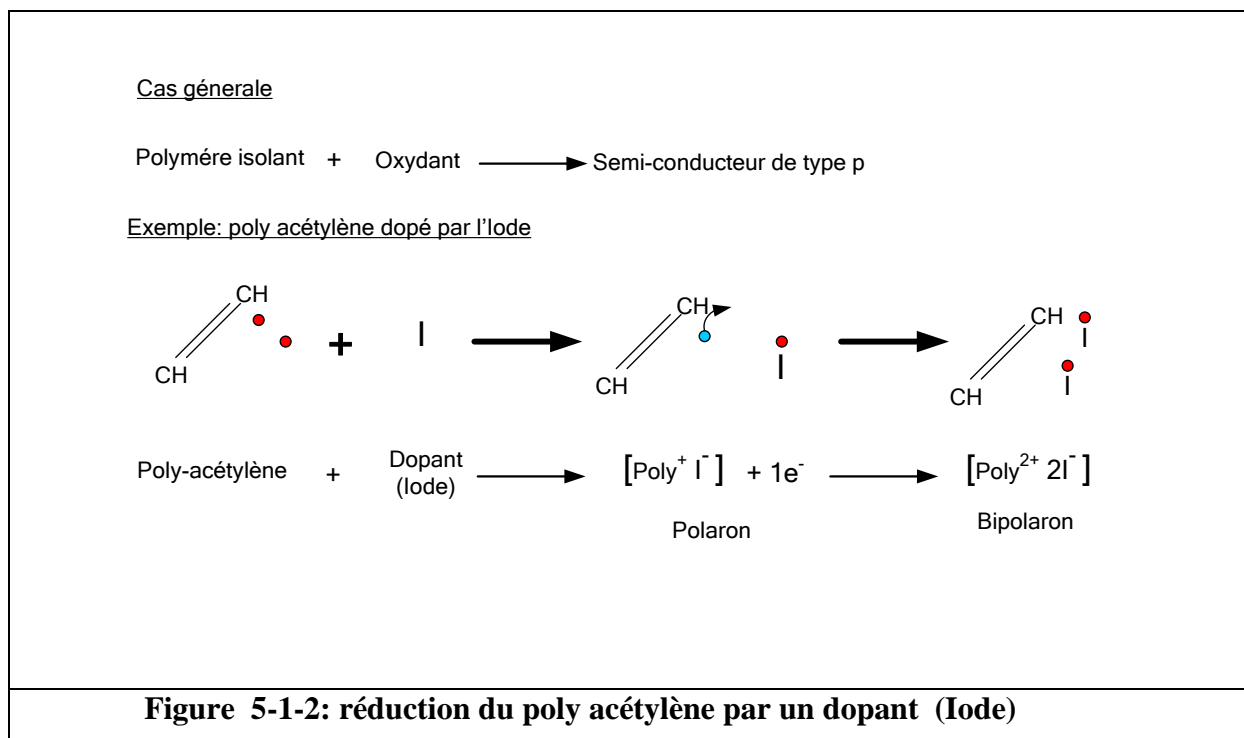 Cas génerale
Polymére isolant + Oxydant Semi-conducteur de type p
Exemple: poly acétylène dopé par l'Iode
CH CH + I CH CH I CH CH I I
Poly-acétylène + Dopant (Iode) [Poly⁺ I⁻] + 1e⁻ [Poly²⁺ 2I⁻]
Polaron Bipolaron
Figure 5-1-2: réduction du poly acétylène par un dopant (Iode)